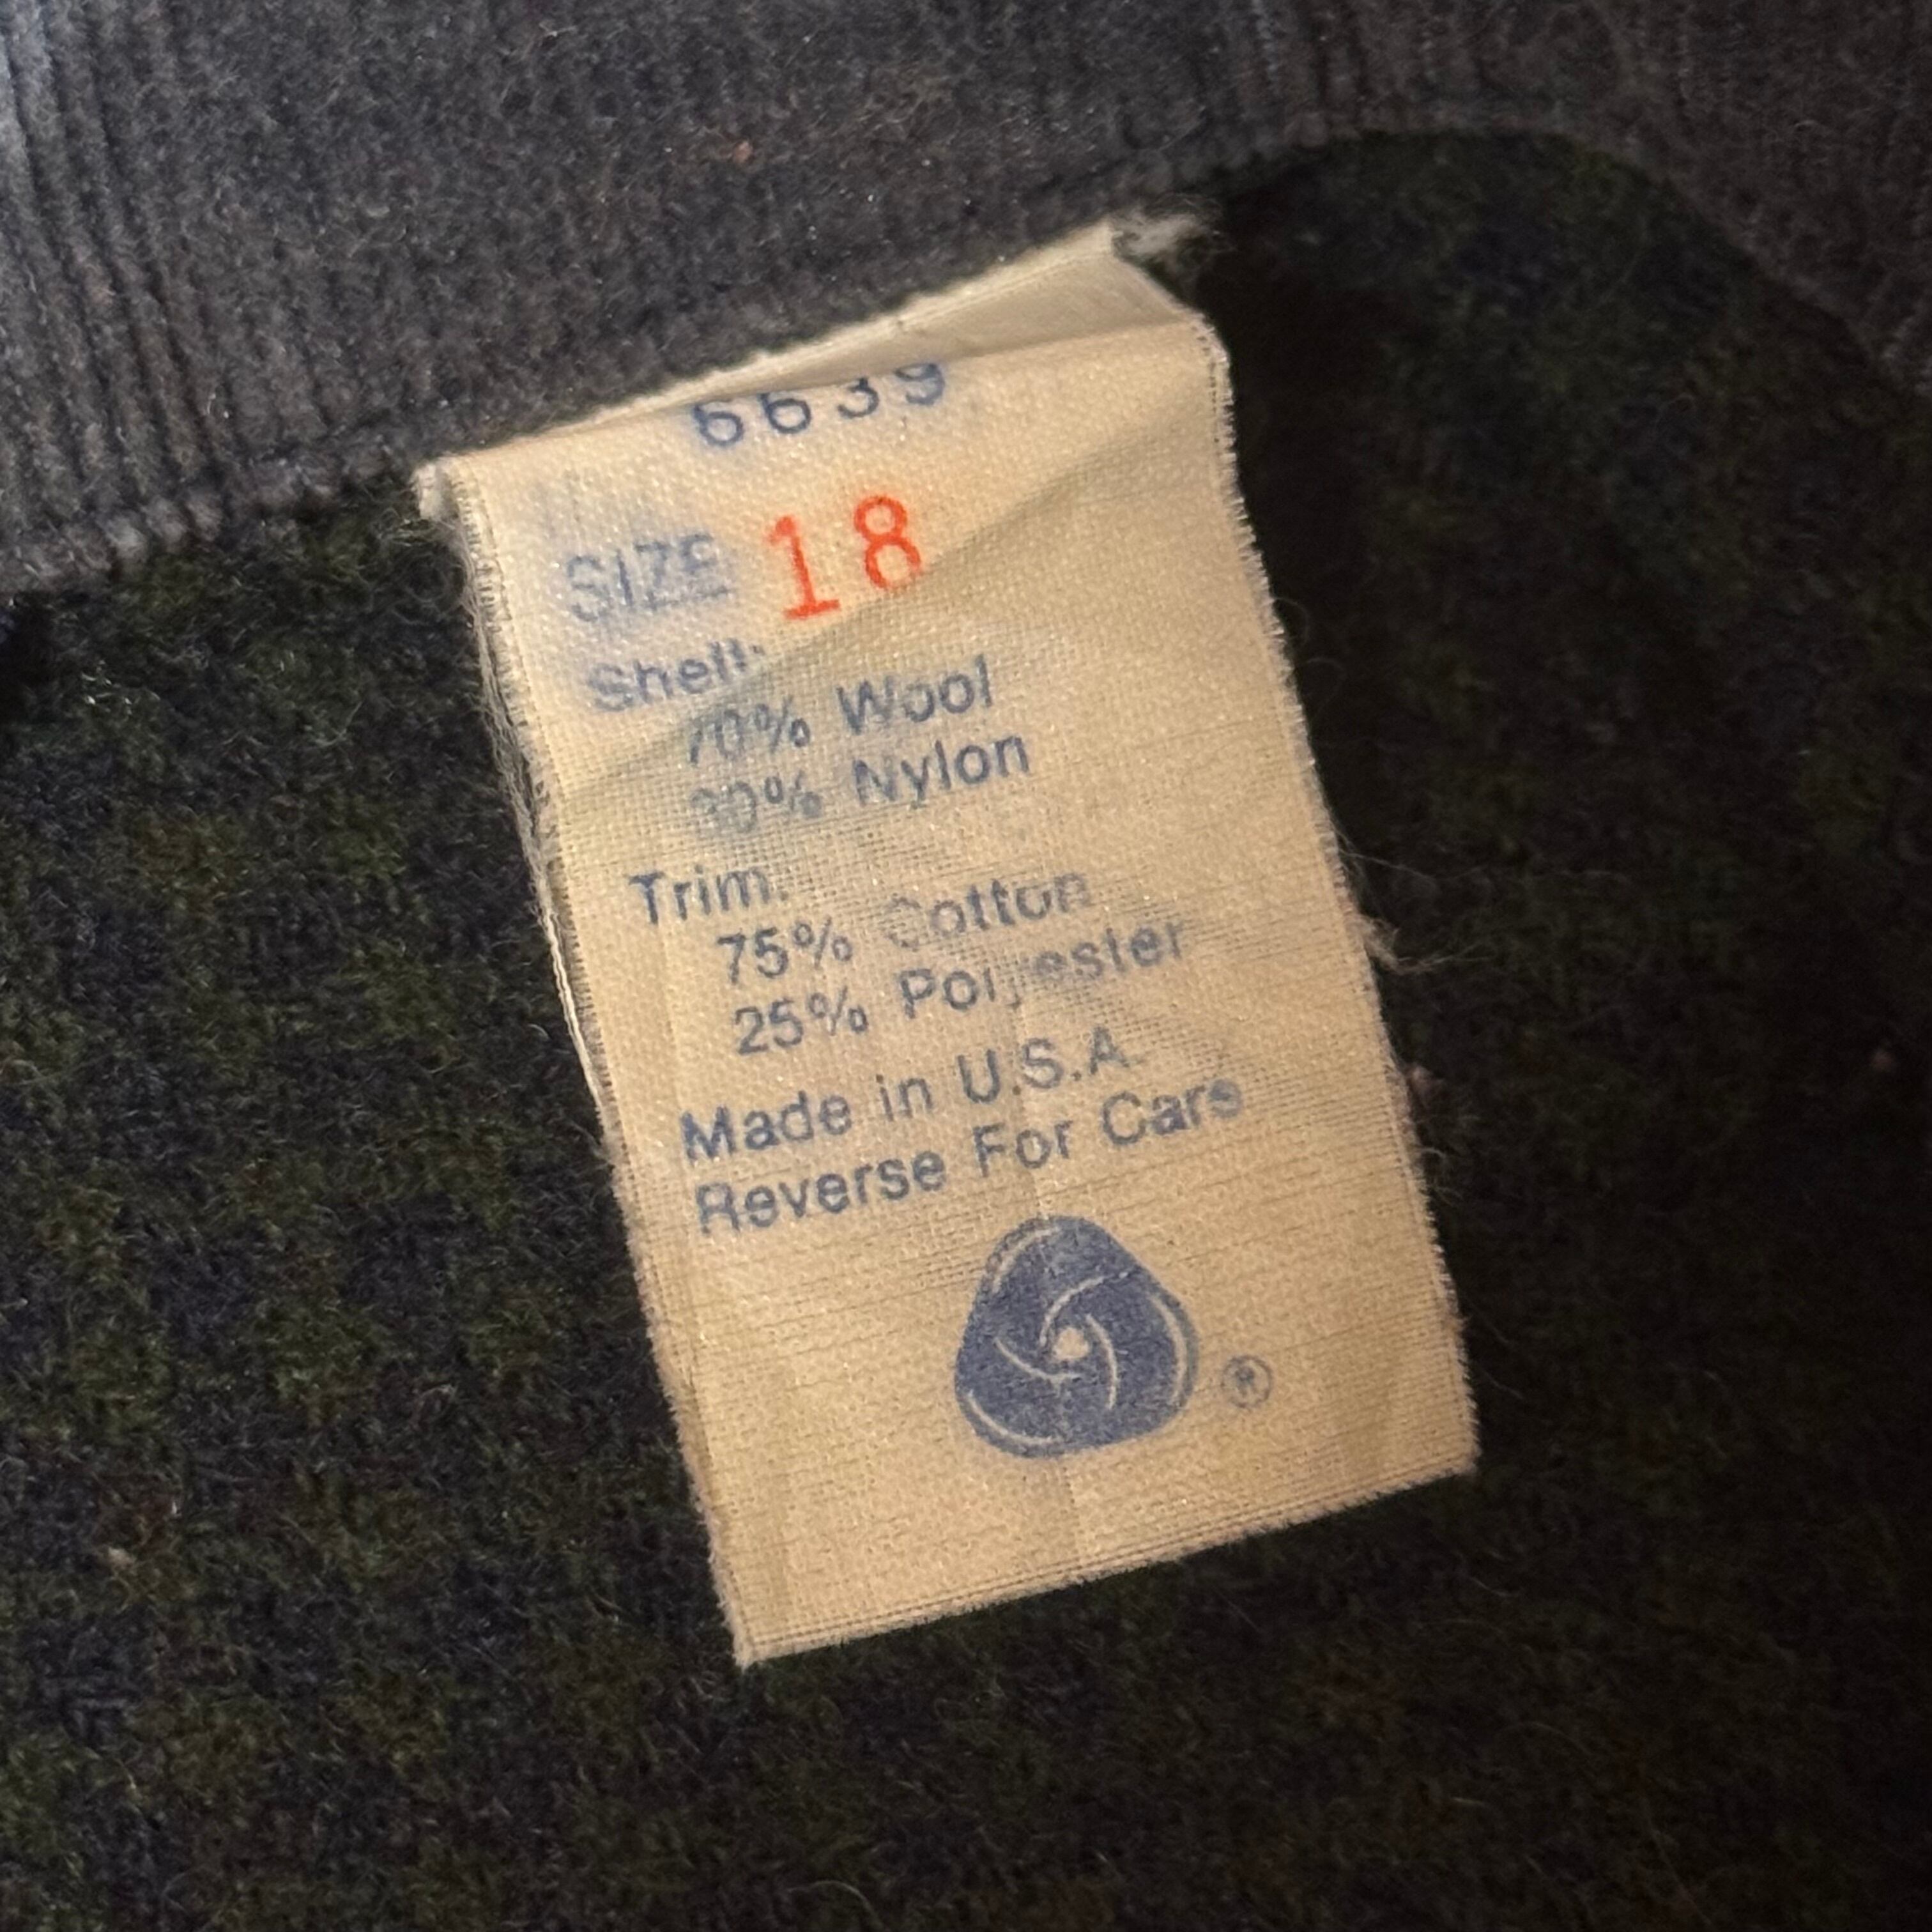 6639
SIZE 18
Shell:
70% Wool
30% Nylon
Trim:
75% Cotton
25% Polyester
Made in U.S.A.
Reverse For Care
®